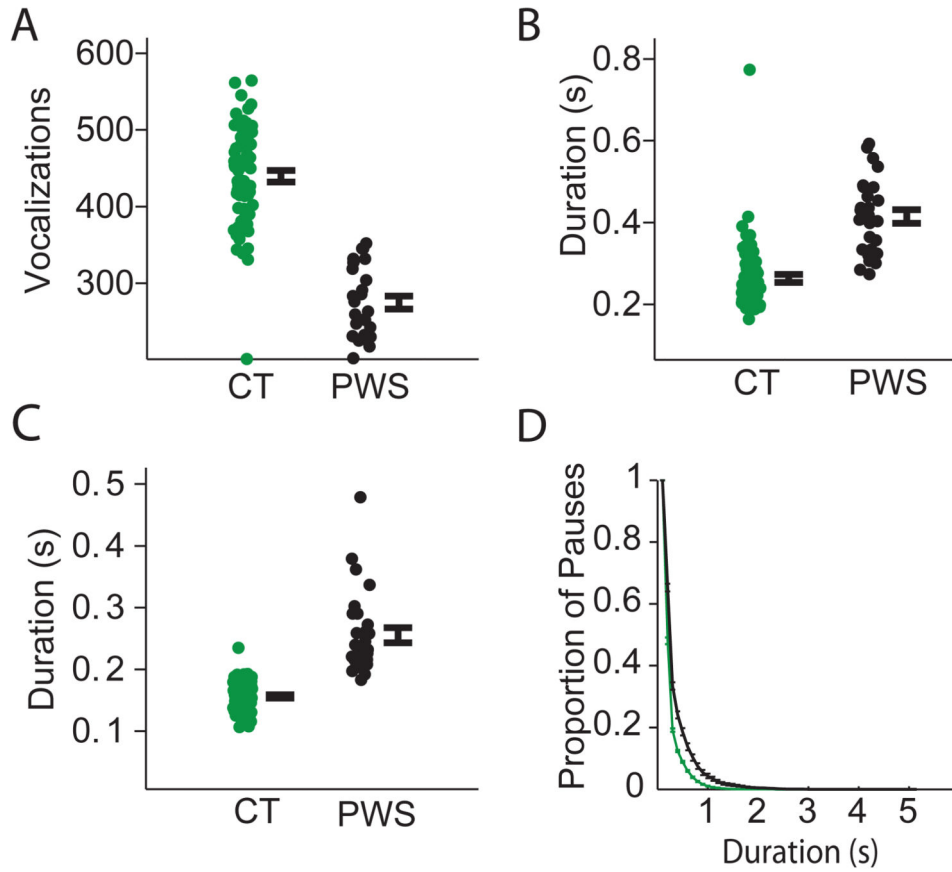 A
Vocalizations
600
500
400
300
CT PWS
B
Duration (s)
0.8
0.6
0.4
0.2
CT PWS
C
Duration (s)
0.5
0.4
0.3
0.2
0.1
CT PWS
D
Proportion of Pauses
1
0.8
0.6
0.4
0.2
0
1 2 3 4 5
Duration (s)